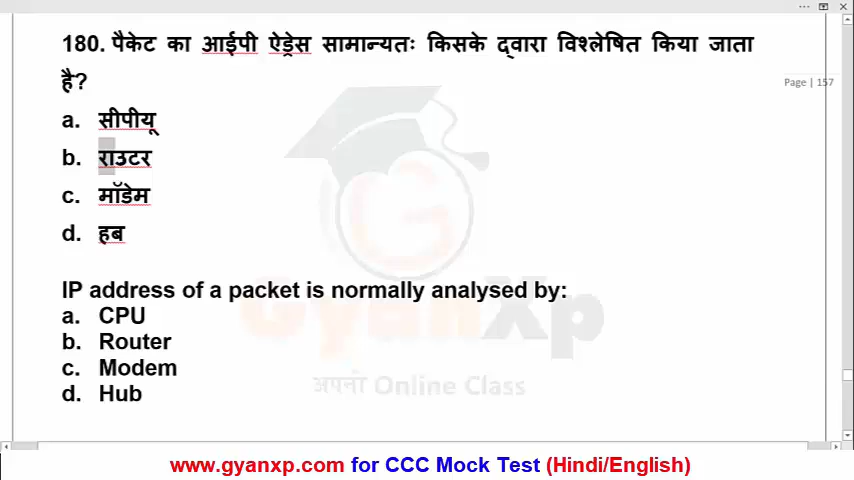 180. पैकेट का आईपी ऐड्रेस सामान्यतः किसके द्वारा विश्लेषित किया जाता
है?
Page | 157
a. सीपीयू
b. राउटर
c. मॉडेम
d. हब
IP address of a packet is normally analysed by:
a. CPU
b. Router
c. Modem
d. Hub
GyanXp
अपना Online Class
www.gyanxp.com for CCC Mock Test (Hindi/English)